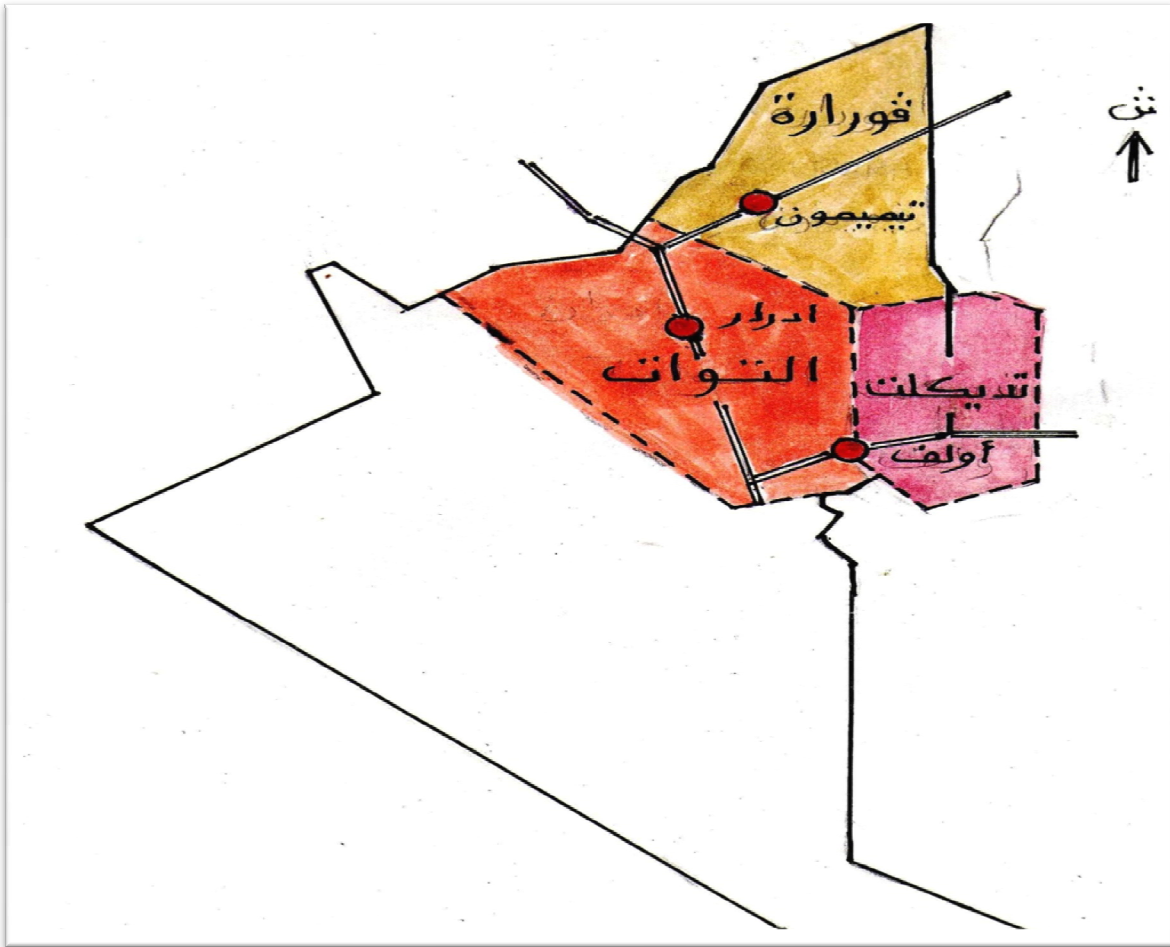 قورارة
ش
تيميمون
ادرار
التوات
تديكلت
أولف